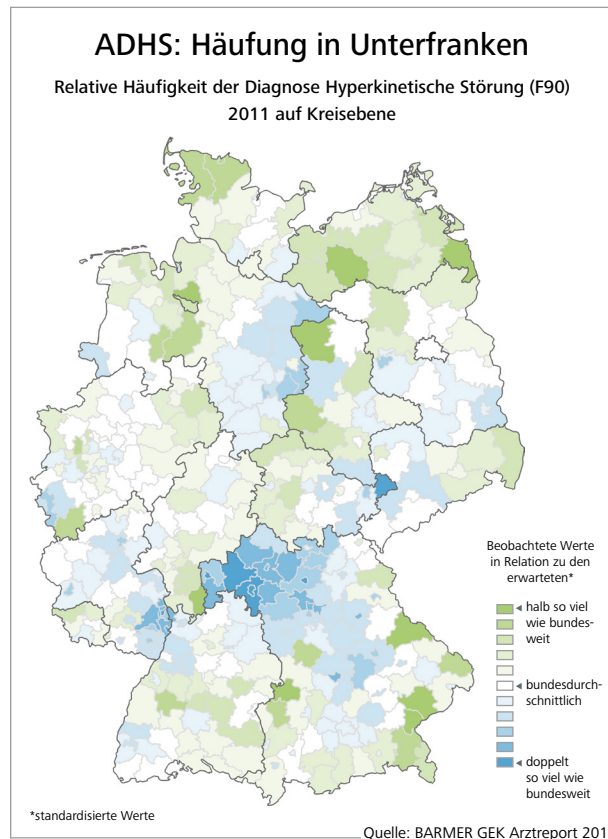 ADHS: Häufung in Unterfranken
Relative Häufigkeit der Diagnose Hyperkinetische Störung (F90)
2011 auf Kreisebene
Beobachtete Werte
in Relation zu den
erwarteten*
halb so viel
wie bundes-
weit
bundesdurch-
schnittlich
doppelt
so viel wie
bundesweit
*standardisierte Werte
Quelle: BARMER GEK Arztreport 201